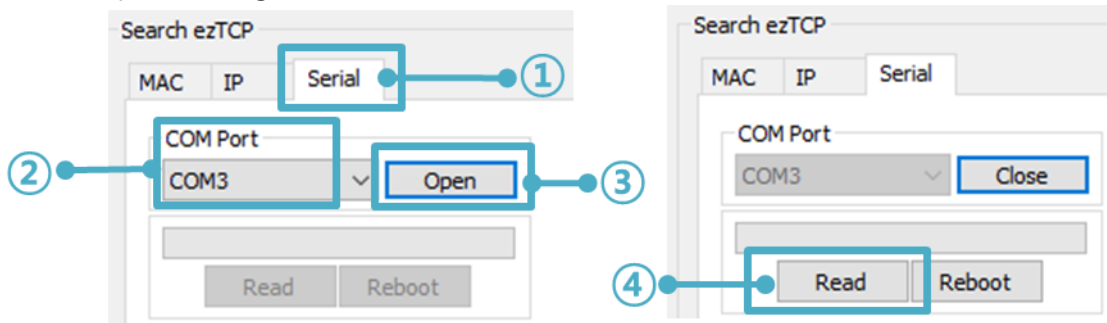 Search ezTCP
MAC IP Serial
①
COM Port
②
COM3 Open
③
Read Reboot
Search ezTCP
MAC IP Serial
COM Port
COM3 Close
④
Read Reboot